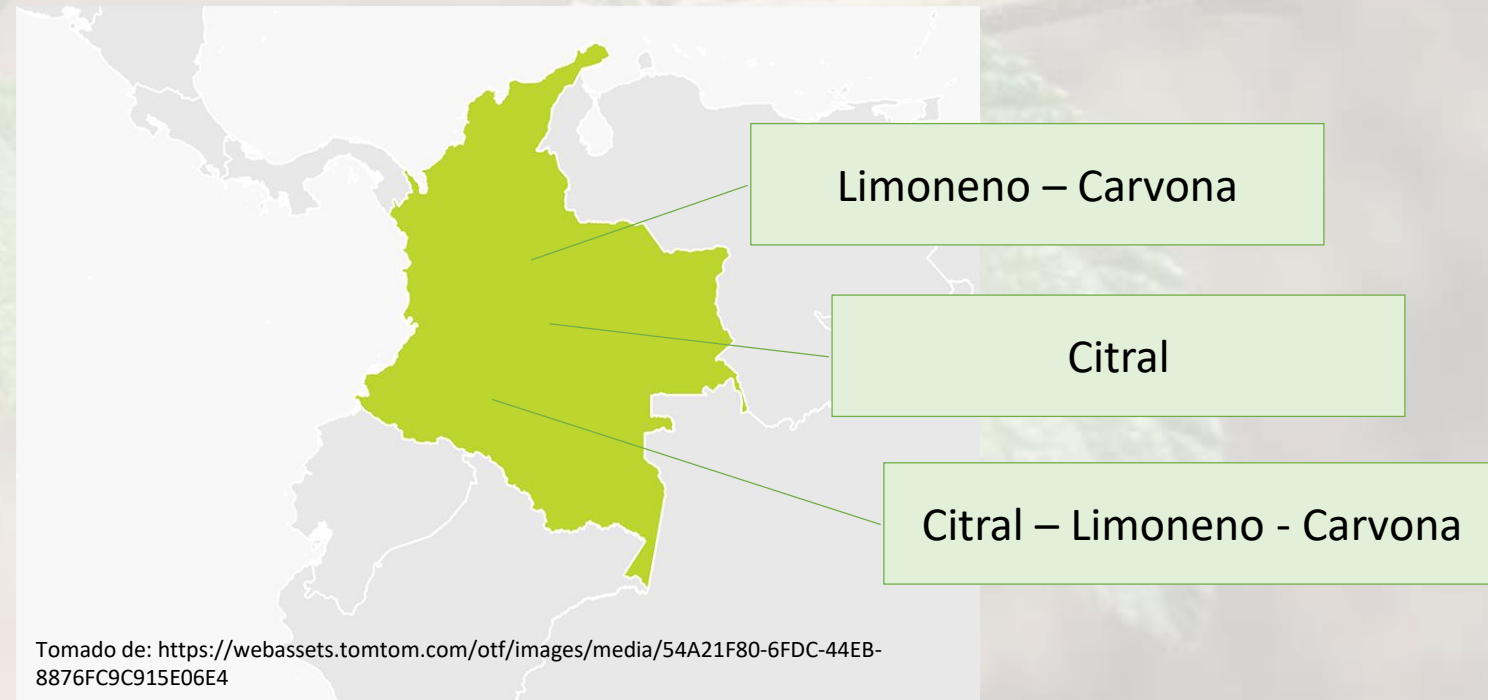 Limoneno – Carvona
Citral
Citral – Limoneno - Carvona
Tomado de: https://webassets.tomtom.com/otf/images/media/54A21F80-6FDC-44EB-
8876FC9C915E06E4